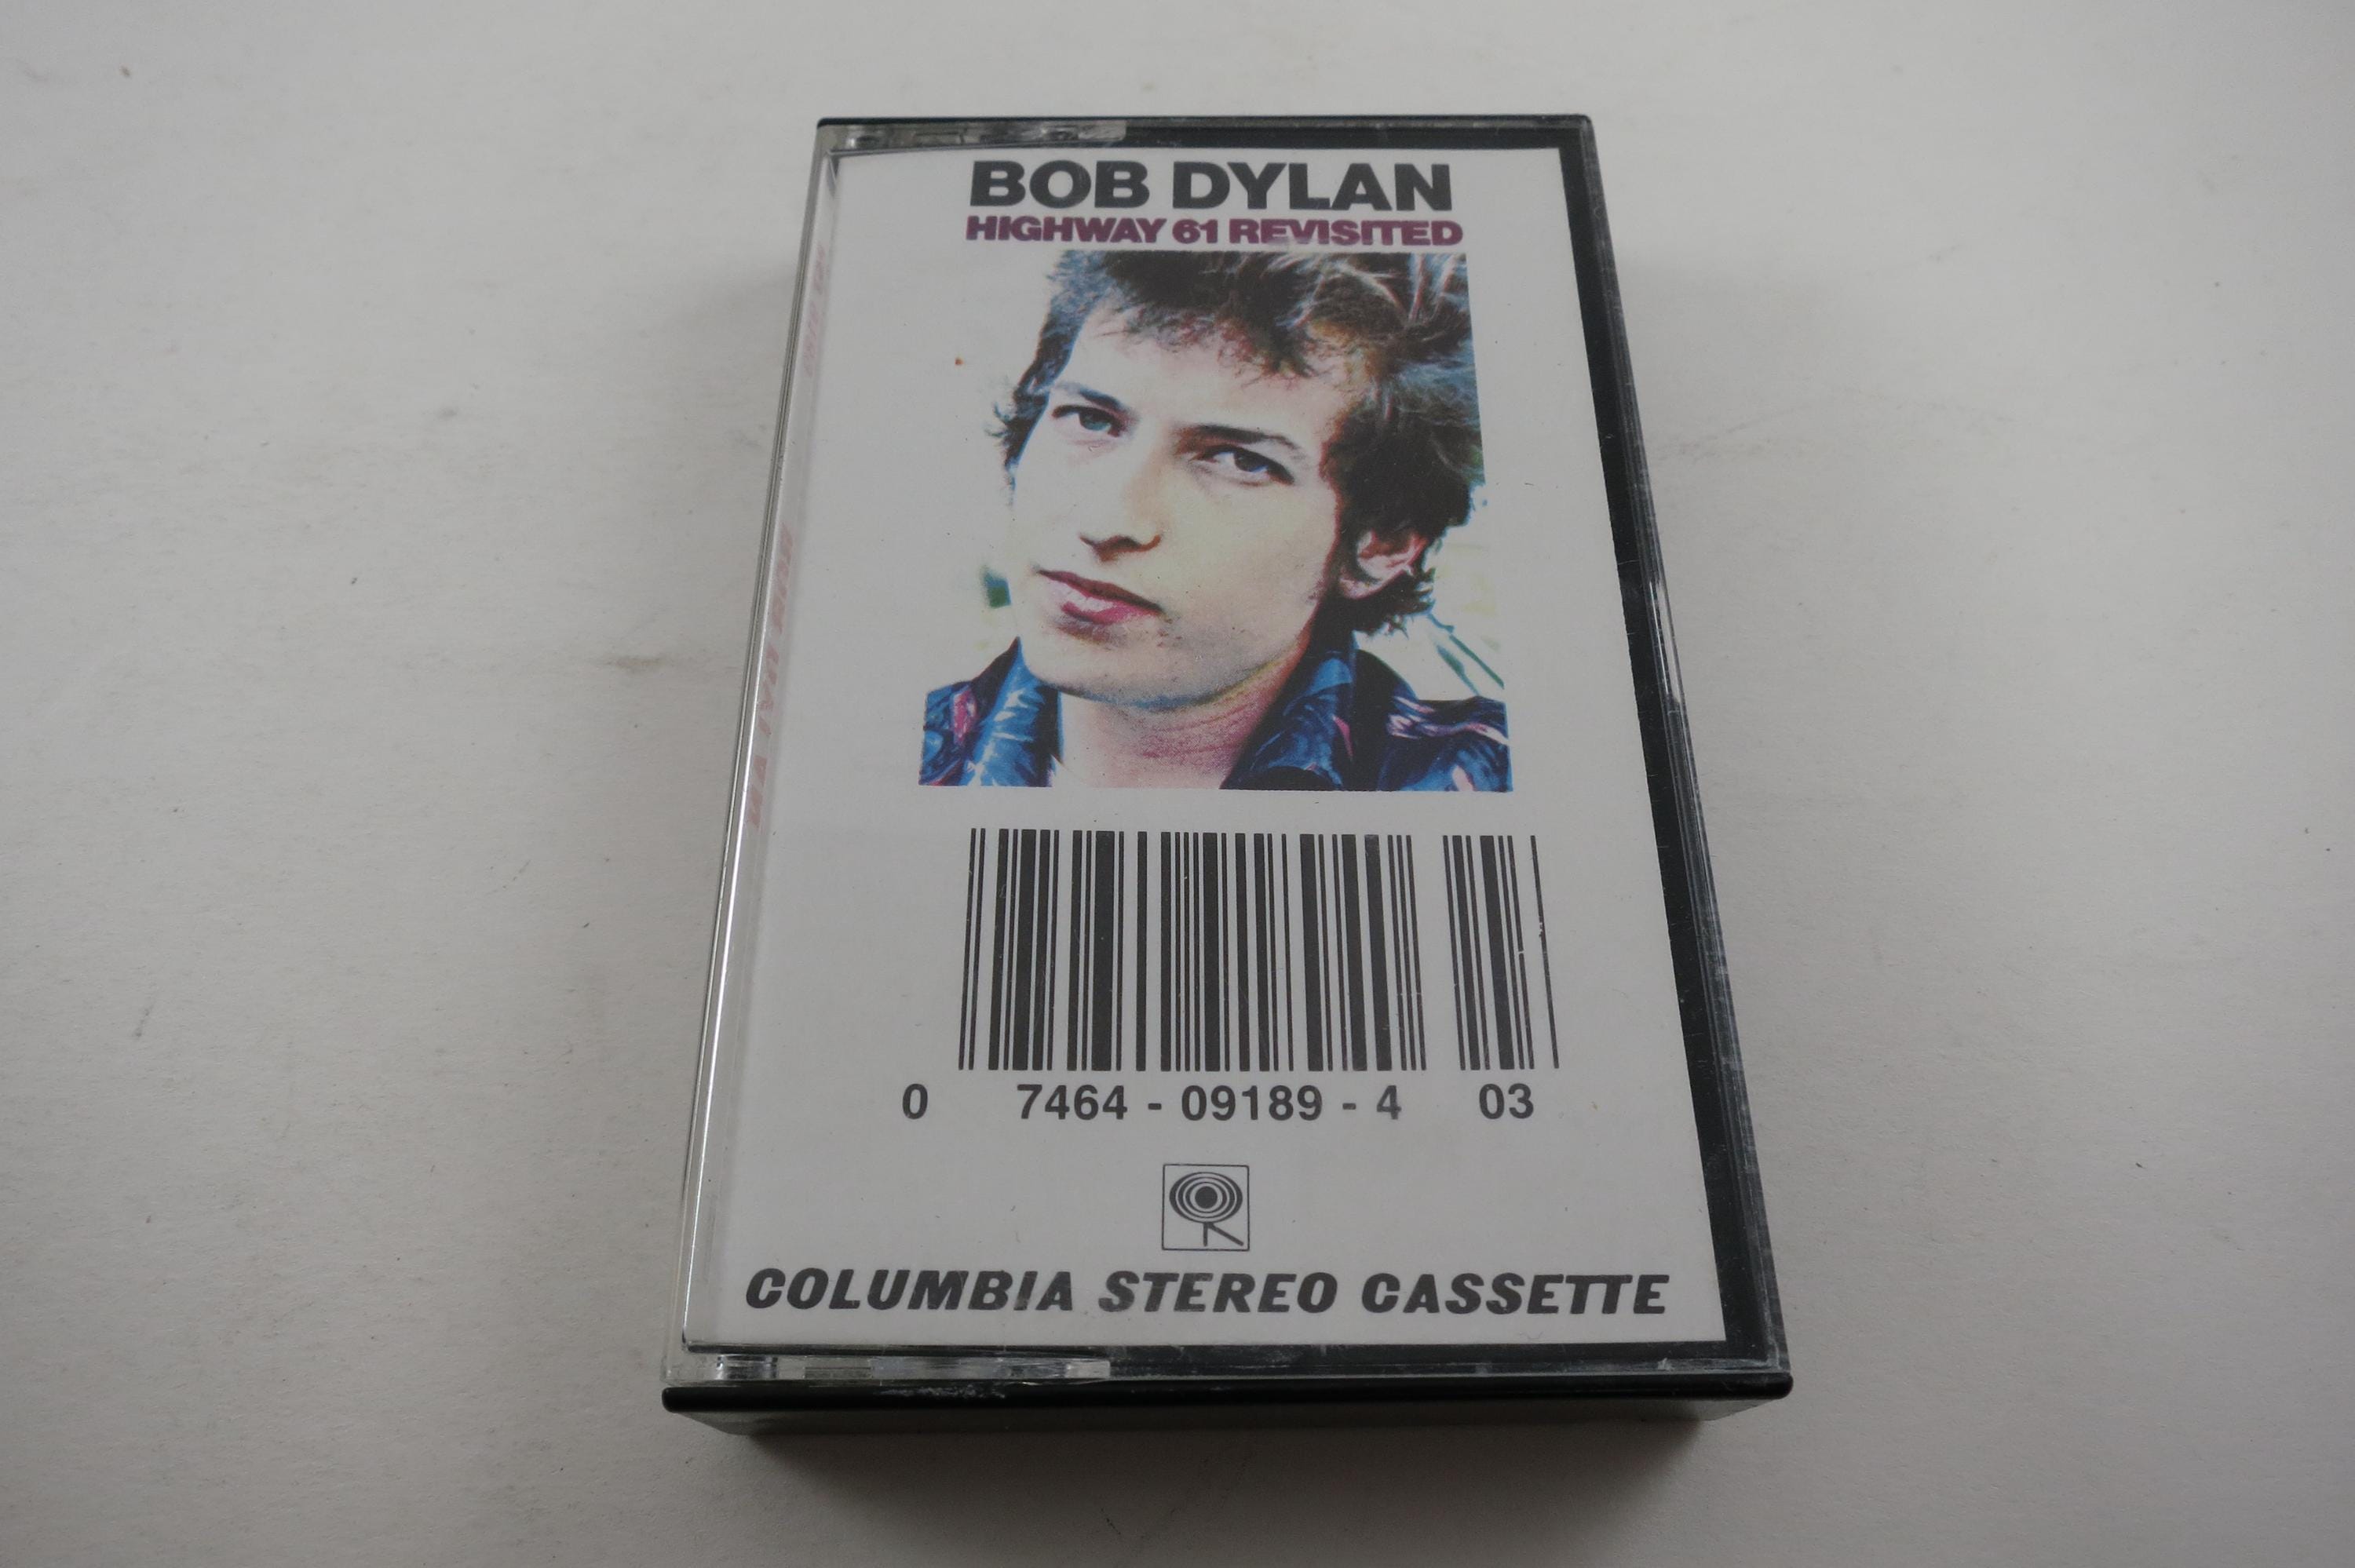 BOB DYLAN
HIGHWAY 61 REVISITED
0 7464 - 09189 - 4 03
COLUMBIA STEREO CASSETTE